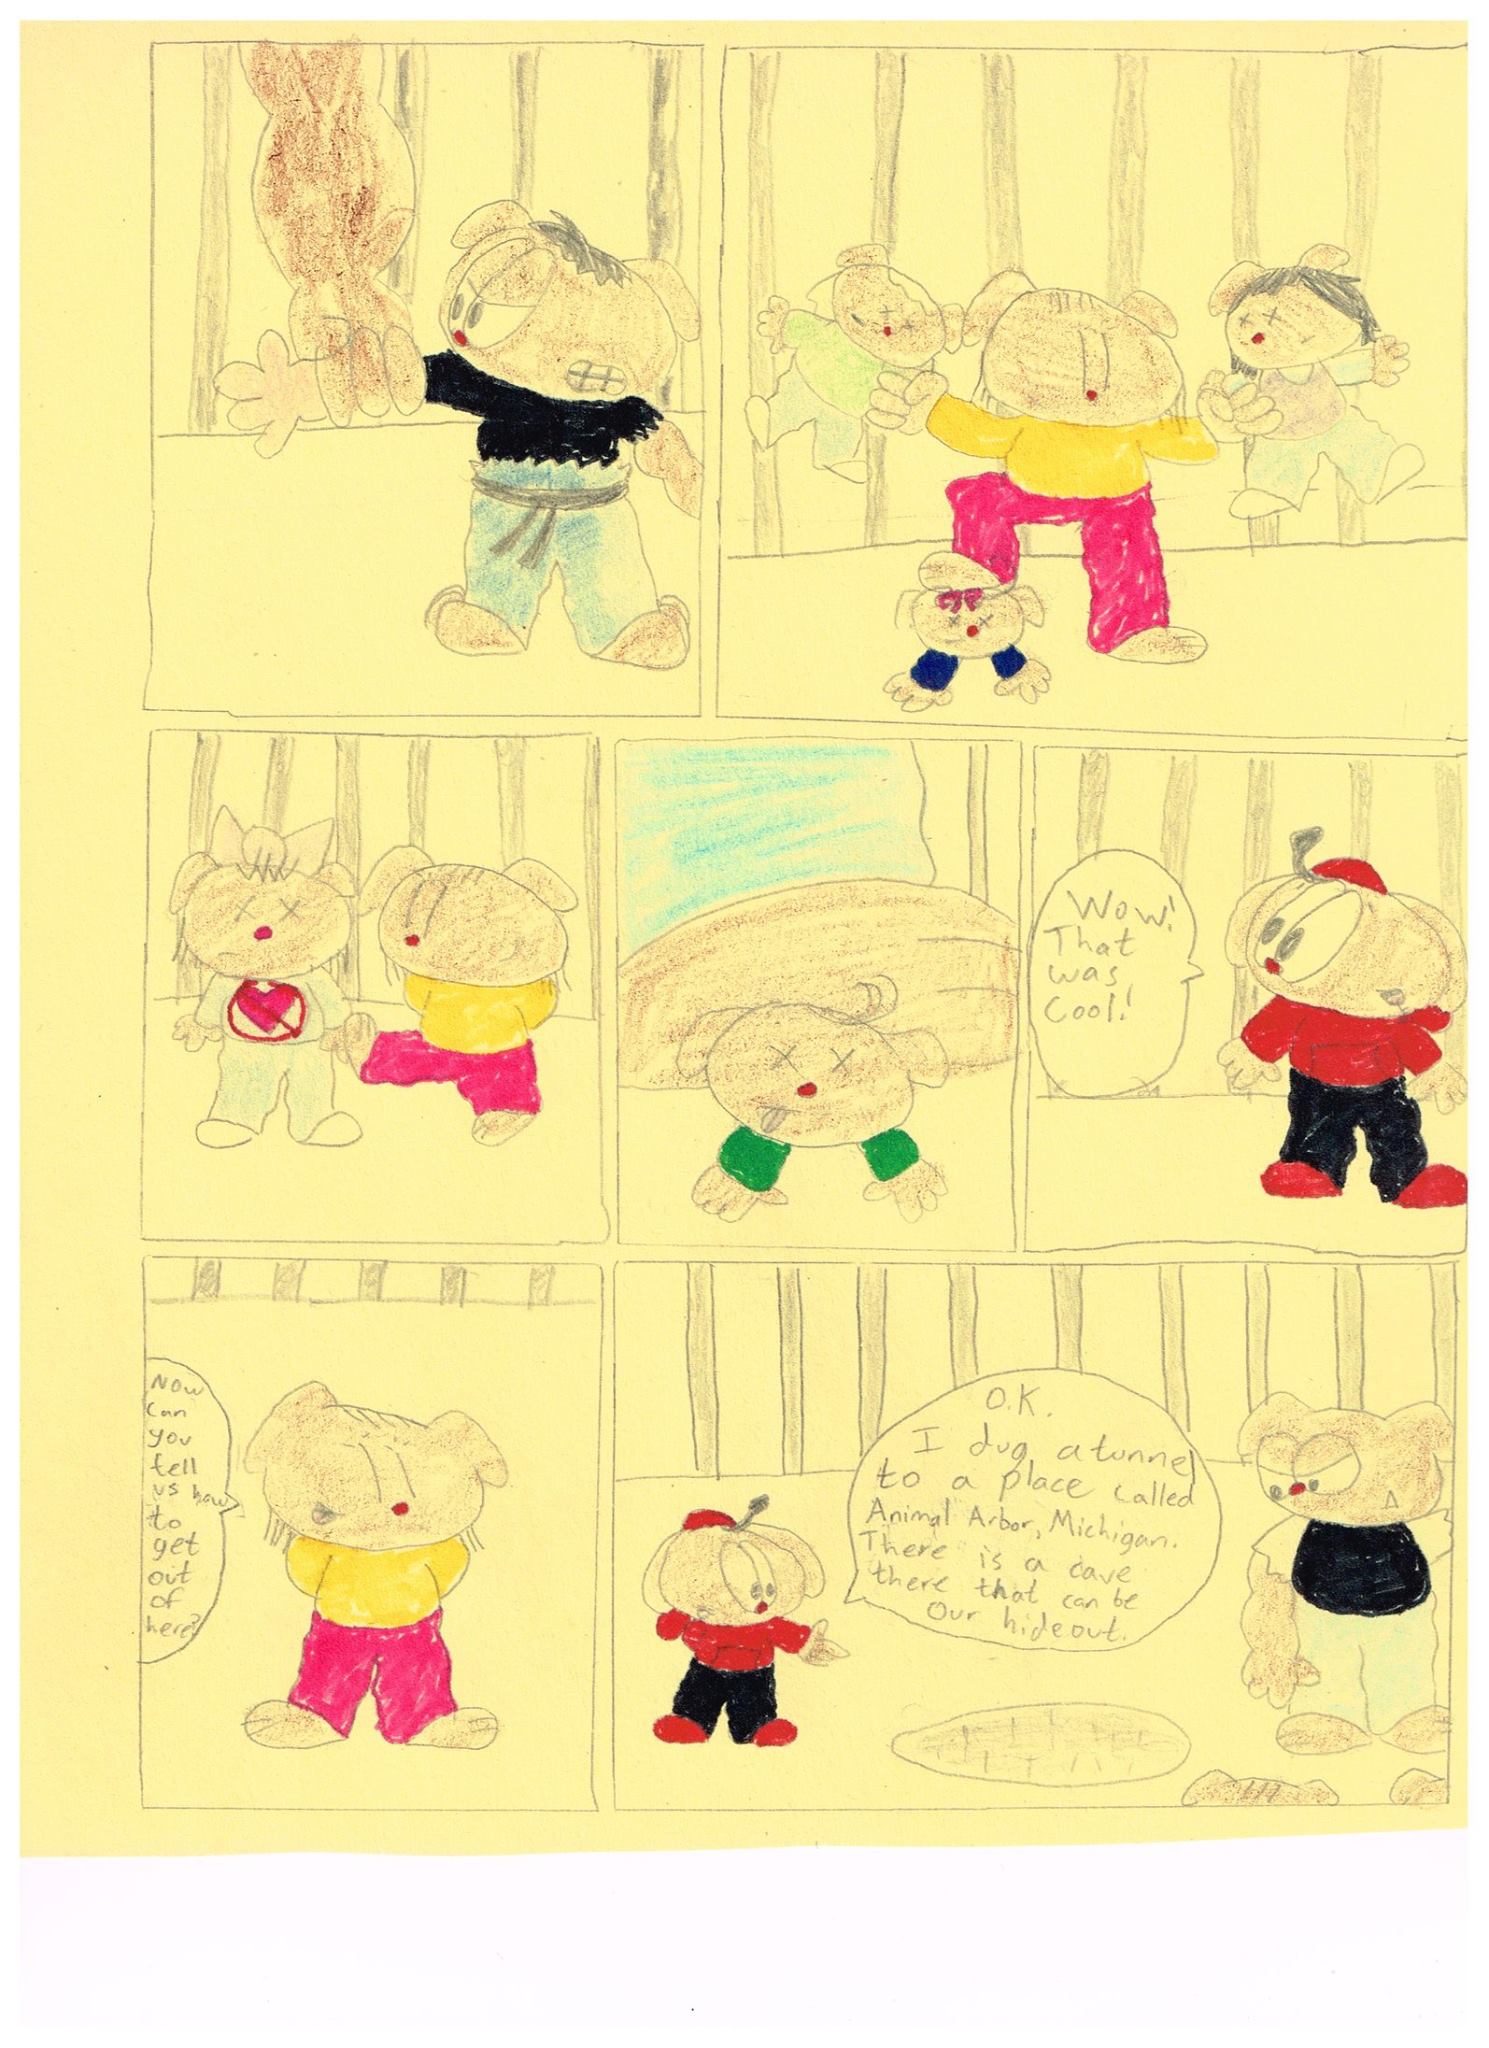 Wow!
That
was
Cool!
Now
can
you
tell
us how
to
get
out
of
here?
O.K.
I dug a tunnel
to a place called
Animal Arbor, Michigan.
There is a cave
there that can be
Our hideout.